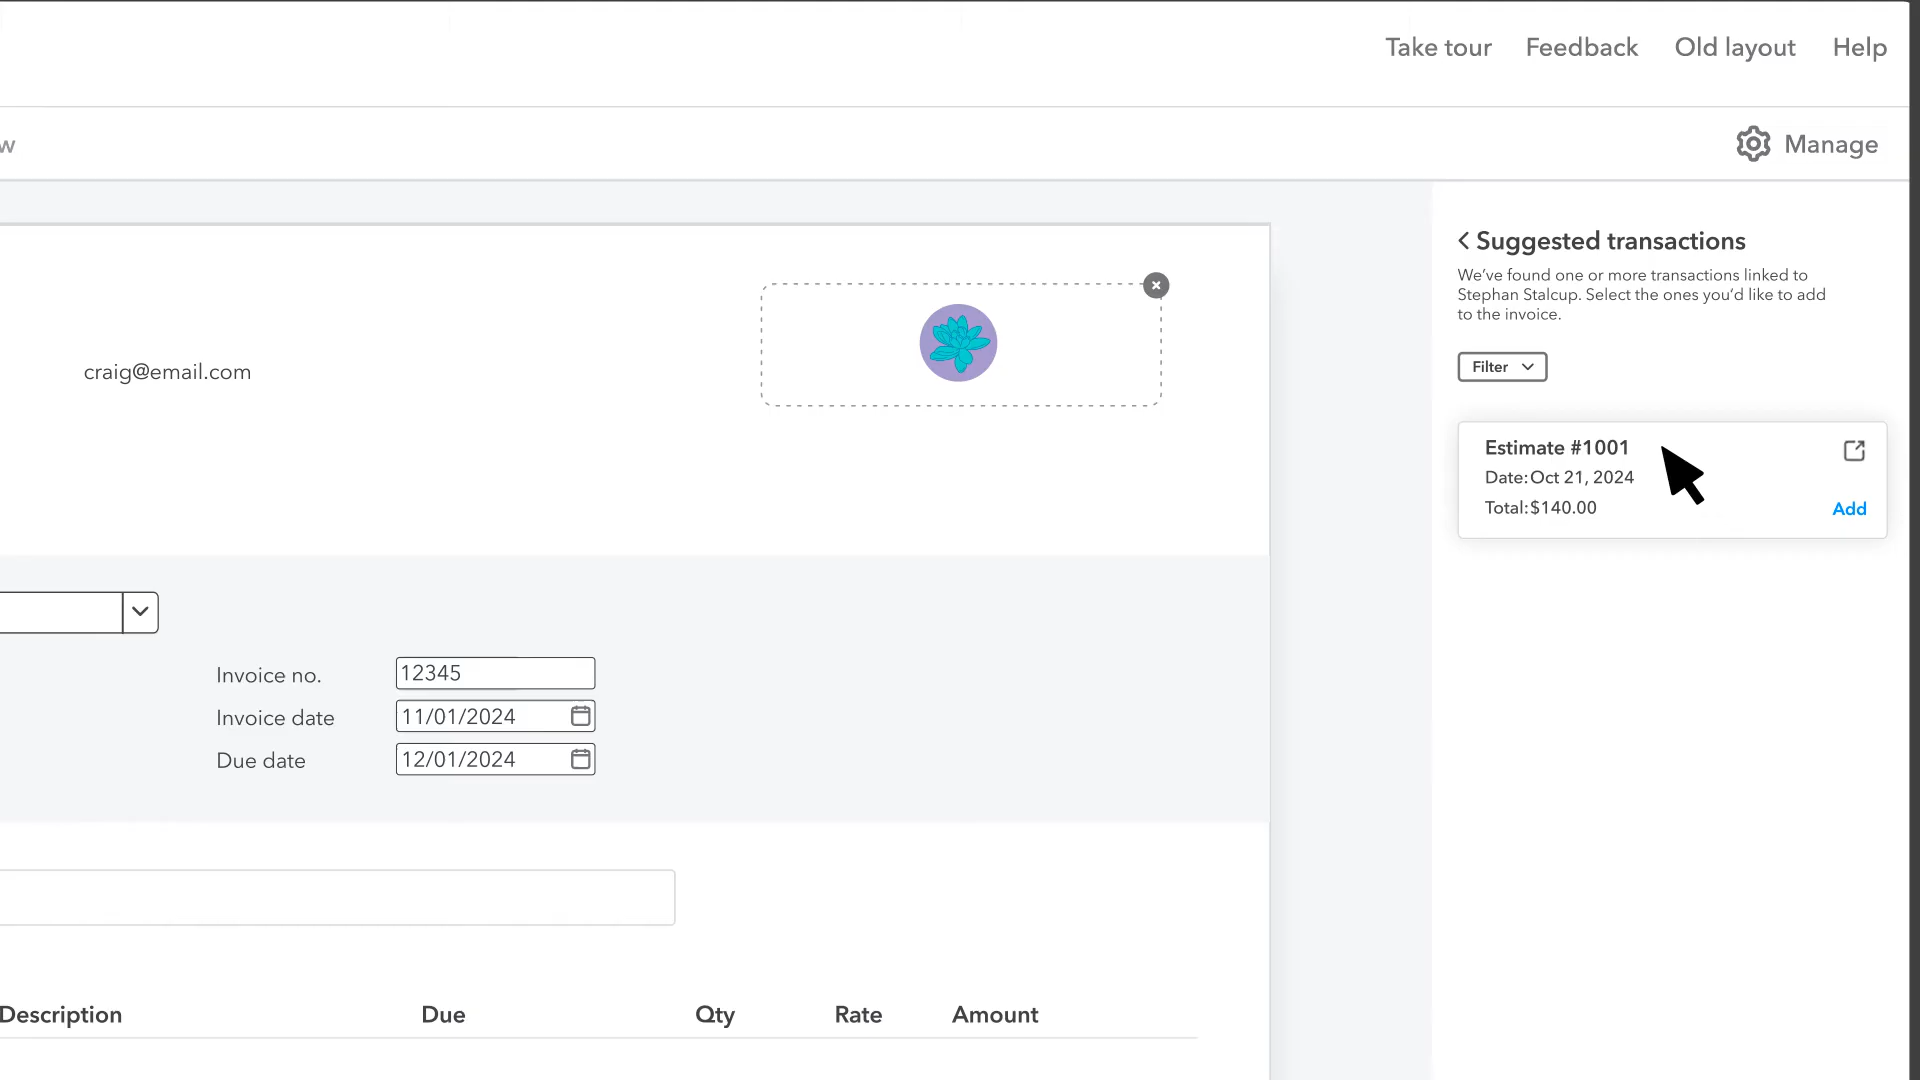 Take tour Feedback Old layout Help
w
Manage
Suggested transactions
We've found one or more transactions linked to
Stephan Stalcup. Select the ones you'd like to add
to the invoice.
Filter
Estimate #1001
Date:Oct 21, 2024
Total:$140.00
Add
craig@email.com
Invoice no. 12345
Invoice date 11/01/2024
Due date 12/01/2024
Description Due Qty Rate Amount